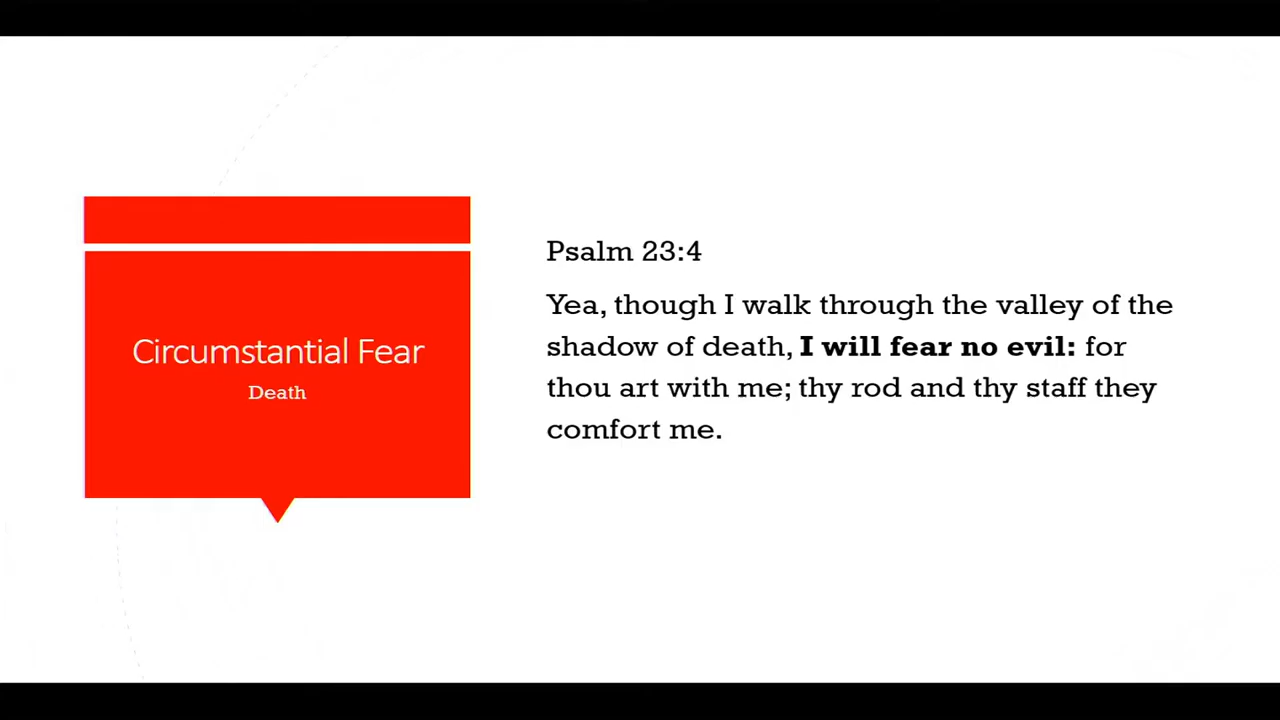 Circumstantial Fear
Death
Psalm 23:4
Yea, though I walk through the valley of the
shadow of death, I will fear no evil: for
thou art with me; thy rod and thy staff they
comfort me.